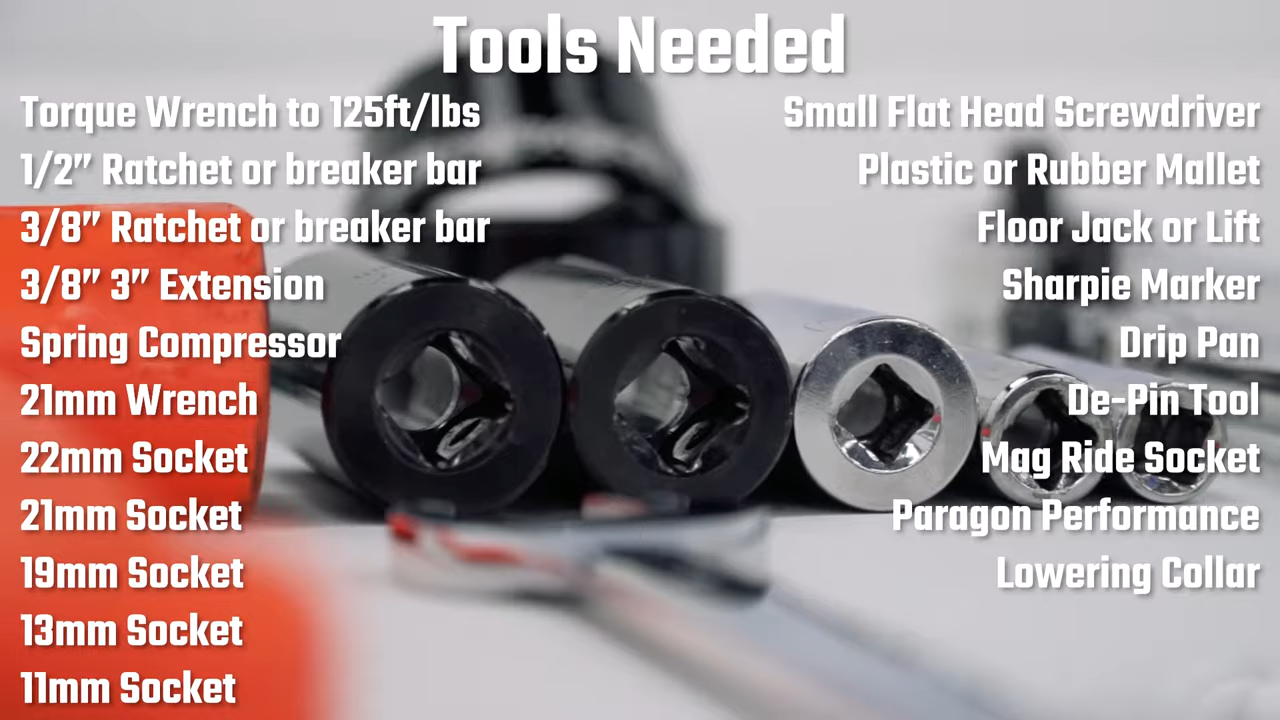 Tools Needed
Torque Wrench to 125ft/lbs
1/2” Ratchet or breaker bar
3/8” Ratchet or breaker bar
3/8” 3” Extension
Spring Compressor
21mm Wrench
22mm Socket
21mm Socket
19mm Socket
13mm Socket
11mm Socket
Small Flat Head Screwdriver
Plastic or Rubber Mallet
Floor Jack or Lift
Sharpie Marker
Drip Pan
De-Pin Tool
Mag Ride Socket
Paragon Performance
Lowering Collar